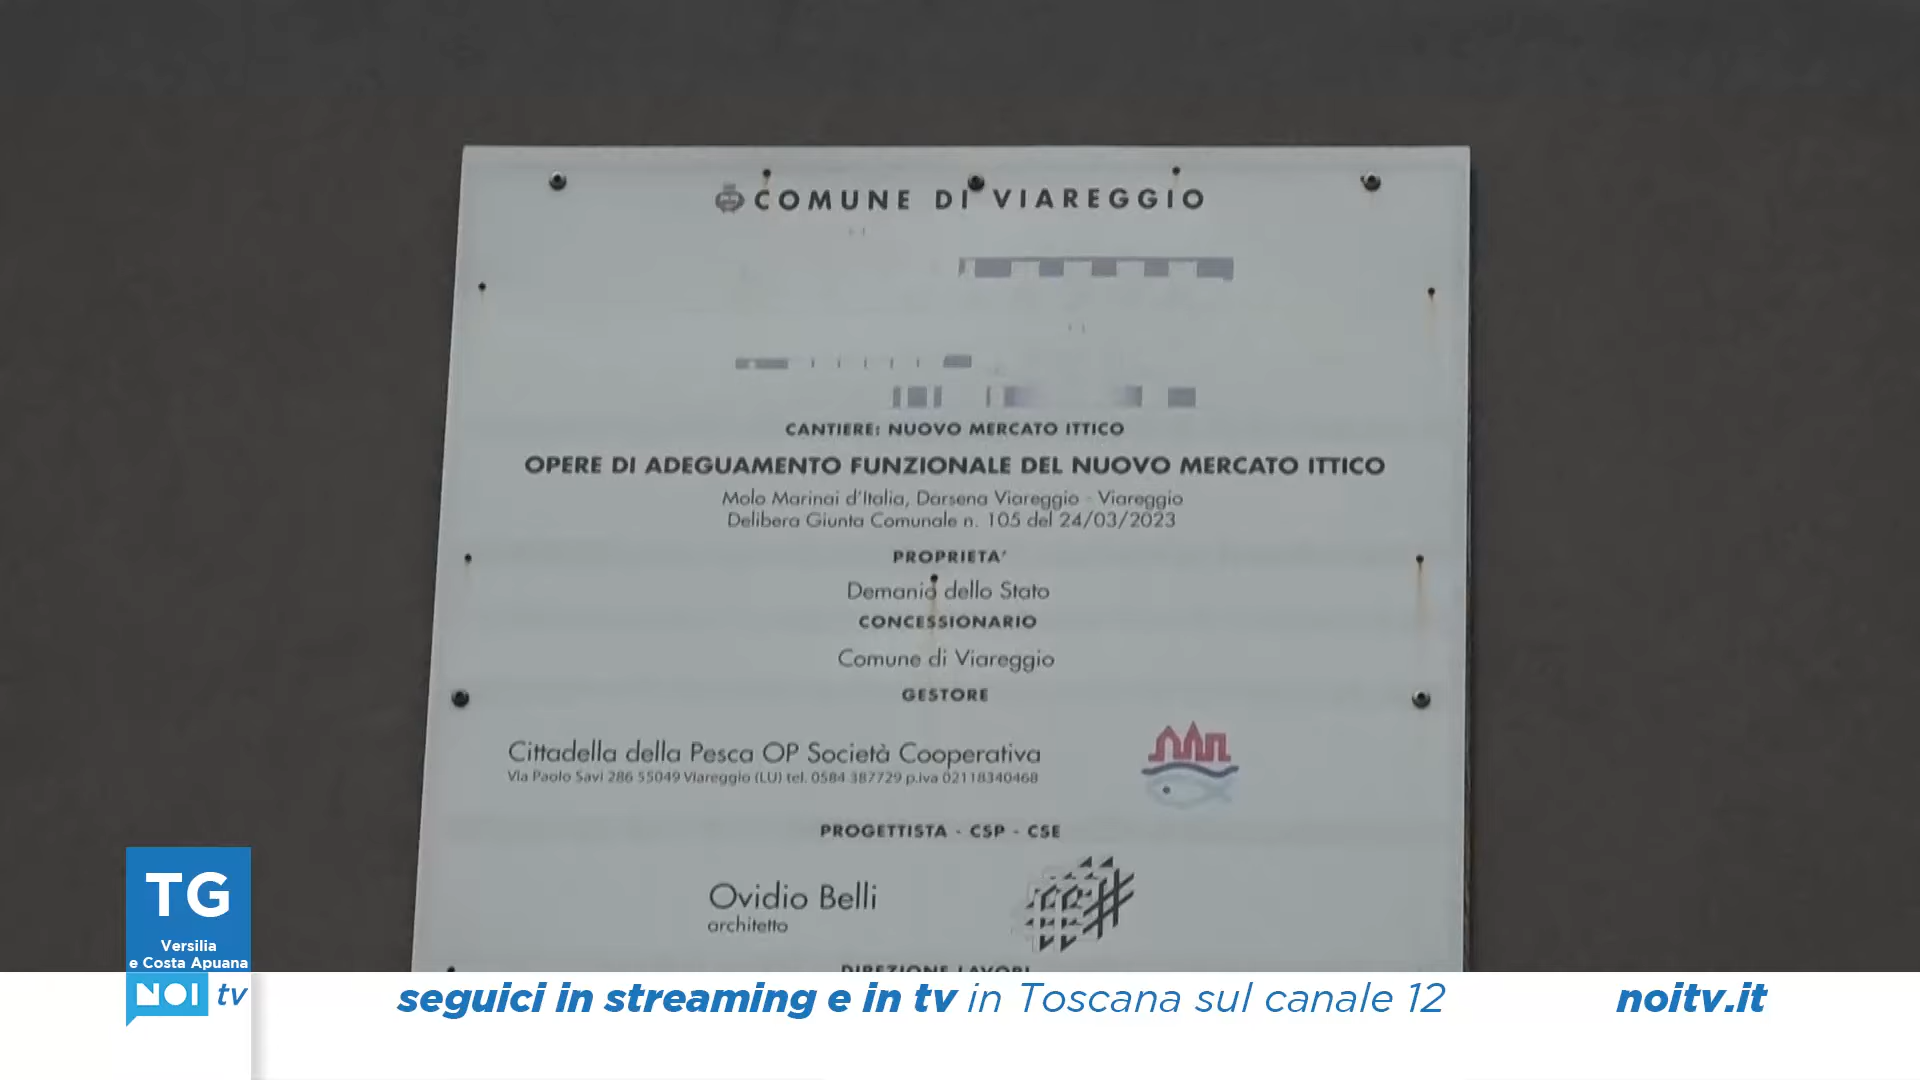 COMUNE DI VIAREGGIO
CANTIERE: NUOVO MERCATO ITTICO
OPERE DI ADEGUAMENTO FUNZIONALE DEL NUOVO MERCATO ITTICO
Molo Marinai d'Italia, Darsena Viareggio - Viareggio
Delibera Giunta Comunale n. 105 del 24/03/2023
PROPRIETA'
Demanio dello Stato
CONCESSIONARIO
Comune di Viareggio
GESTORE
Cittadella della Pesca OP Società Cooperativa
Via Paolo Savi 286 55049 Viareggio (LU) tel. 0584 387729 p.iva 02118340468
PROGETTISTA - CSP - CSE
Ovidio Belli
architetto
DIREZIONE LAVORI
TG
Versilia
e Costa Apuana
NOI tv
seguici in streaming e in tv in Toscana sul canale 12
noitv.it